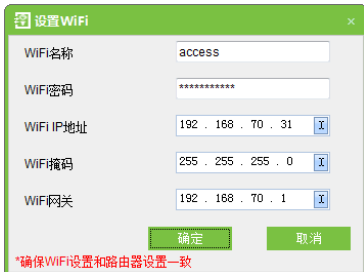 设置WiFi
WiFi名称 access
WiFi密码 ***********
WiFi IP地址 192 . 168 . 70 . 31
WiFi掩码 255 . 255 . 255 . 0
WiFi网关 192 . 168 . 70 . 1
确定 取消
*确保WiFi设置和路由器设置一致